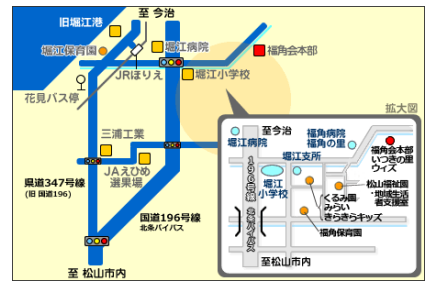 至 今治
旧堀江港
堀江保育園
堀江病院
福角会本部
JRほりえ
堀江小学校
花見バス停
拡大図
三浦工業
JAえひめ
選果場
県道347号線
(旧 国道196)
国道196号線
北条バイパス
至 松山市内
至今治
堀江病院
福角病院
福角の里
福角会本部
いつきの里
ウィズ
堀江支所
196号線
北条バイパス
堀江
小学校
松山福祉園
・地域生活
者支援室
くるみ園
みらい
きらきらキッズ
福角保育園
至松山市内